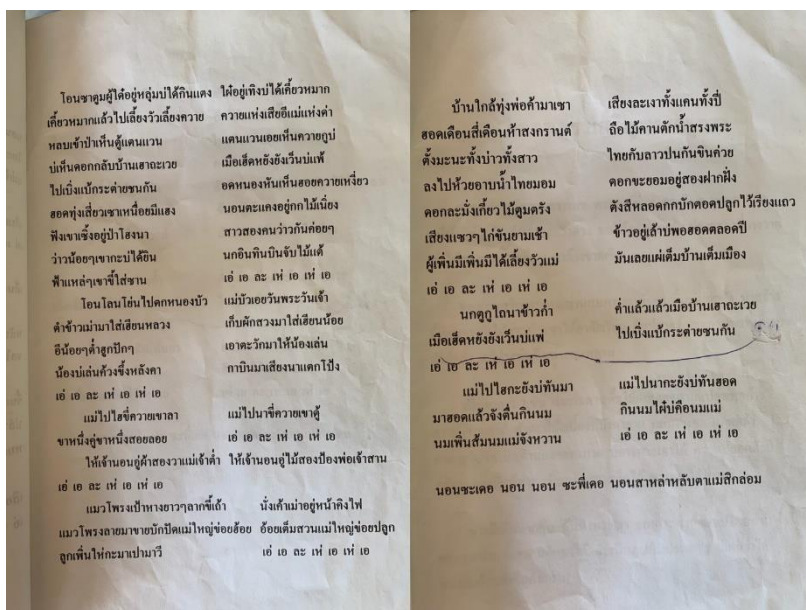 โอนซาคูมผู้ใด๋อยู่หลุ่มบ่ได้กินแตง ใผ๋อยู่เทิงบ่ได้เคี้ยวหมาก
เคี้ยวหมากแล้วไปเลี้ยงวัวเลี้ยงควาย ควายแห่งเสียอีแม่แห่งด่า
หลบเข้าป่าเห็นตู้แตนแวน แตนแวนเอยเห็นควายกูบ่
บ่เห็นดอกกลับบ้านเฮาถะเวย เมื่อเฮ็ดหยังยังเว็นบ่แพ้
ไปเบิ่งแบ้กระต่ายชนกัน อดหนองหันเห็นฮอยควายเหงี่ยว
ฮอดทุ่งเสี่ยวเซาเหนื่อยมีแฮง นอนตะแคงอยู่กกไม้เนิ่ง
ฟังเขาเซิ้งอยู่ป่าโฮงนา สาวสองคนว่าวกันค่อยๆ
ว่าวน้อยๆเขากะบ่ได้ยิน นกอินทินบินจับไม้แต้
ฟ้าแหล่ๆเขาขี้ใส่ซาน เอ่ เอ ละ เห่ เอ เห่ เอ
โอนโลนโย่นไปตกหนองบัว แม่บัวเอยวันพระวันเจ้า
ตำข้าวเม่ามาใส่เฮียนหลวง เก็บผักสวงมาใส่เฮียนน้อย
อีน้อยๆต่ำฮูกปึกๆ เอาตะวักมาให้น้องเล่น
น้องบ่เล่นค้วงขึ้งหลังคา กาบินมาเสียงนาแตกโป้ง
เอ่ เอ ละ เห่ เอ เห่ เอ
แม่ไปไฮขี่ควายเขาลา แม่ไปนาขี่ควายเขาตู้
ขาหนึ่งคู่ขาหนึ่งสอยลอย เอ่ เอ ละ เห่ เอ เห่ เอ
ให้เจ้านอนอู่ผ้าสองวาแม่เจ้าต่ำ ให้เจ้านอนอู่ไม้สองป้องพ่อเจ้าสาน
เอ่ เอ ละ เห่ เอ เห่ เอ
แมวโพรงเป้าหางยาวๆลากขี้เถ้า นั่งเค้าเม่าอยู่หน้าคิงไฟ
แมวโพรงลายมาขายบักปัดแม่ใหญ่ข่อยฮ้อย อ้อยเต็มสวนแม่ใหญ่ข่อยปลูก
ลูกเพิ่นไห่กะมาเปามาวี เอ่ เอ ละ เห่ เอ เห่ เอ
บ้านใกล้ทุ่งพ่อค้ามาเซา เสียงละเงาทั้งแคนทั้งปี่
ฮอดเดือนสี่เดือนห้าสงกรานต์ ถือไม้คานตักน้ำสรงพระ
ตั้งมะนะทั้งบ่าวทั้งสาว ไทยกับลาวปนกันขินค่วย
ลงไปห้วยอาบน้ำไทยมอม ดอกขะยอมอยู่สองฝากฝั่ง
ดอกละมั่งเกี้ยวไม้ตูมตรัง ดังสีหลอดกกบักตอดปลูกไว้เรียงแถว
เสียงแซวๆไก่ขันยามเช้า ข้าวอยู่เล้าบ่พอฮอดตลอดปี
ผู้เพิ่นมีเพิ่นมีได้เลี้ยงวัวแม่ มันเลยแผ่เต็มบ้านเต็มเมือง
เอ่ เอ ละ เห่ เอ เห่ เอ
นกตูกูไถนาข้าวก่ำ ค่ำแล้วแล้วเมือบ้านเฮาถะเวย
เมือเฮ็ดหยังยังเว็นบ่แพ่ ไปเบิ่งแบ้กระต่ายชนกัน
เอ่ เอ ละ เห่ เอ เห่ เอ
แม่ไปไฮกะยังบ่ทันมา แม่ไปนากะยังบ่ทันฮอด
มาฮอดแล้วจังตื่นกินนม กินนมไผ๋บ่คือนมแม่
นมเพิ่นส้มนมแม่จังหวาน เอ่ เอ ละ เห่ เอ เห่ เอ
นอนซะเดอ นอน นอน ซะพี่เดอ นอนสาหล่าหลับตาแม่สิกล่อม